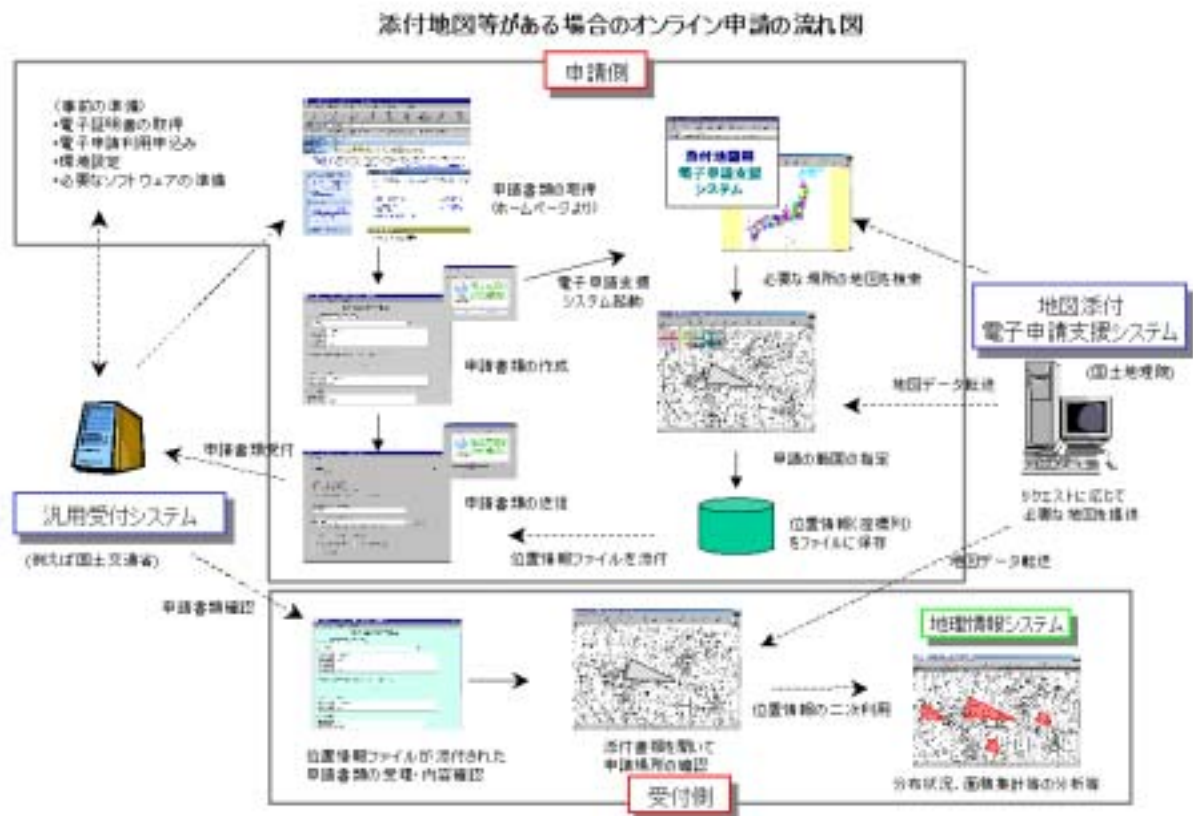 添付地図等がある場合のオンライン申請の流れ図
申請側
(事前の準備)
・電子証明書の取得
・電子申請利用申込み
・環境設定
・必要なソフトウェアの準備
申請書類の取得
(ホームページより)
添付地図用
電子申請支援
システム
電子申請支援
システム起動
必要な場所の地図を検索
地図添付
電子申請支援システム
(国土地理院)
申請書類の作成
地図データ転送
申請書類受付
申請の範囲の指定
汎用受付システム
(例えば国土交通省)
申請書類の送信
位置情報(座標列)
をファイルに保存
リクエストに応じて
必要な地図を転送
位置情報ファイルを添付
地図データ転送
申請書類確認
地理情報システム
位置情報の二次利用
位置情報ファイルが添付された
申請書類の受理・内容確認
添付書類を開いて
申請場所の確認
分布状況、面積集計等の分析等
受付側